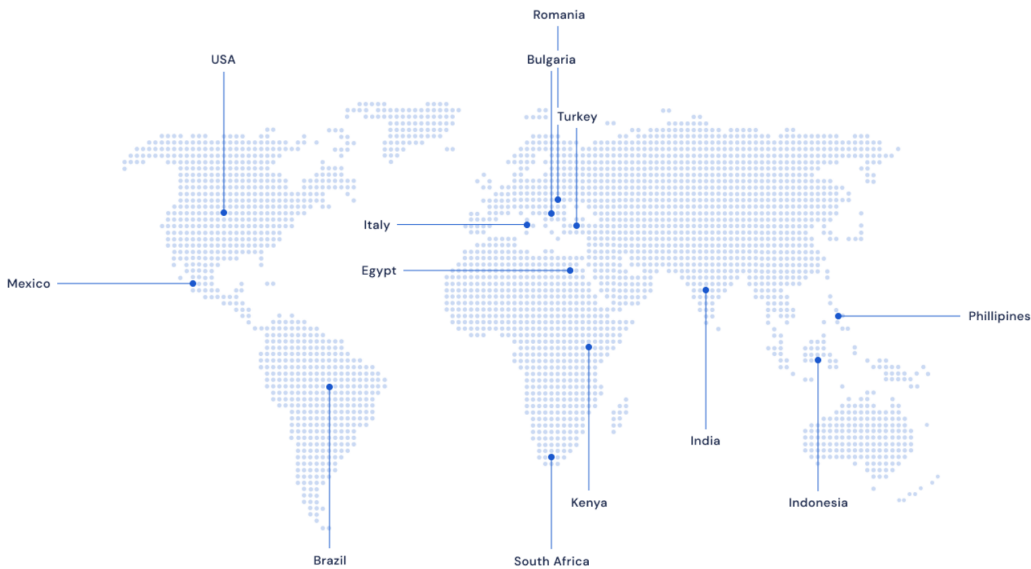 Romania
USA
Bulgaria
Turkey
Italy
Egypt
Mexico
Phillipines
India
Kenya
Indonesia
Brazil
South Africa